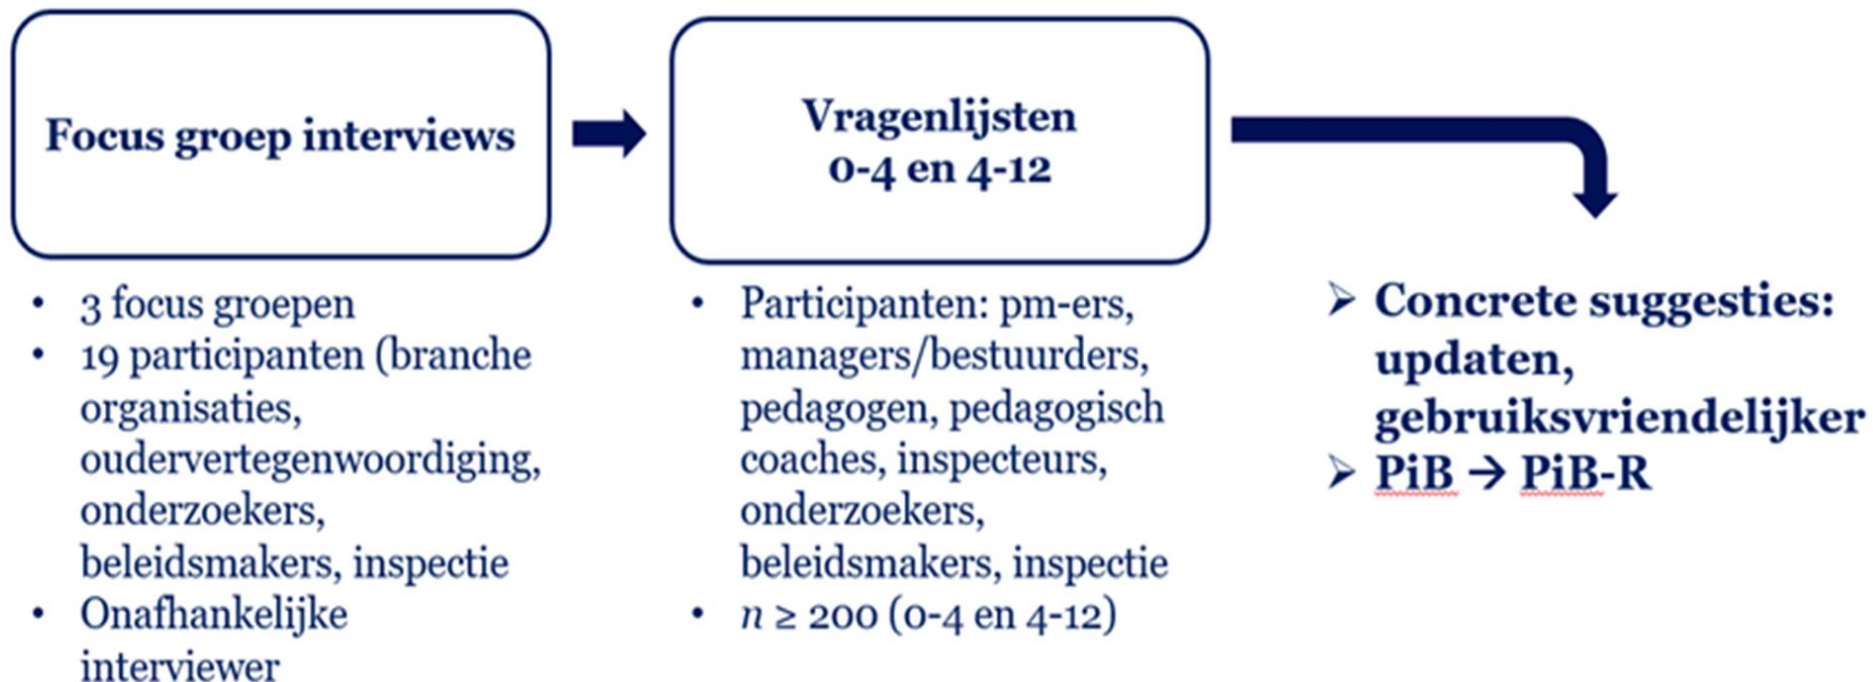 Focus groep interviews
• 3 focus groepen
• 19 participanten (branche
organisaties,
oudervertegenwoordiging,
onderzoekers,
beleidsmakers, inspectie
• Onafhankelijke
interviewer
Vragenlijsten
0-4 en 4-12
• Participanten: pm-ers,
managers/bestuurders,
pedagogen, pedagogisch
coaches, inspecteurs,
onderzoekers,
beleidsmakers, inspectie
• n ≥ 200 (0-4 en 4-12)
➢ Concrete suggesties:
updaten,
gebruiksvriendelijker
➢ PiB → PiB-R